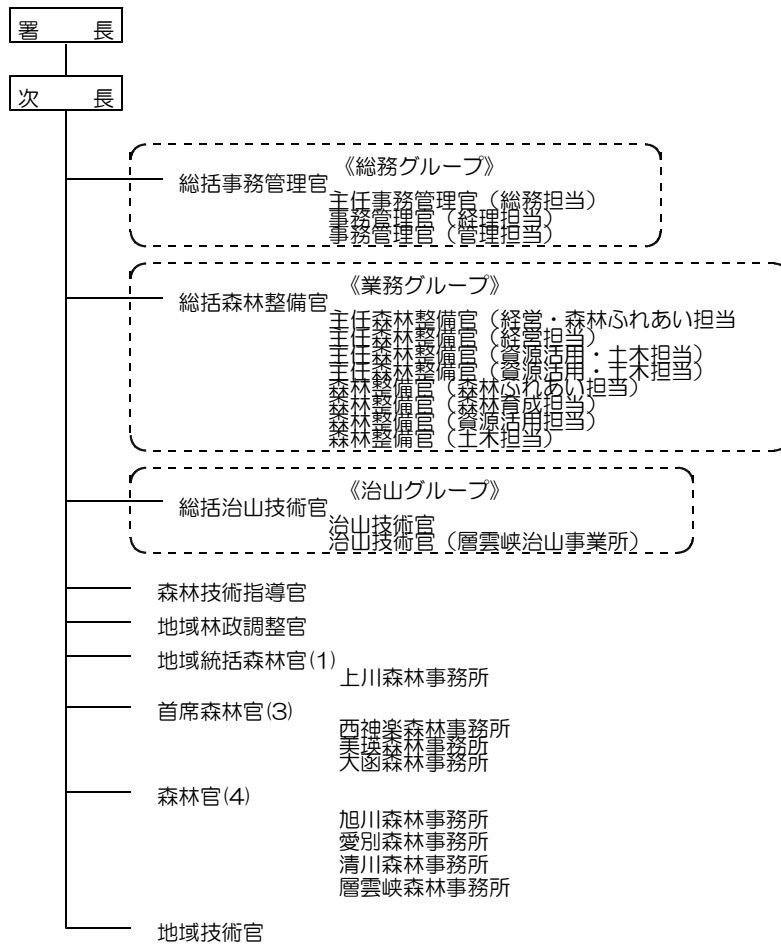 署　　長
次　　長
《総務グループ》
総括事務管理官
主任事務管理官（総務担当）
事務管理官（経理担当）
事務管理官（管理担当）
《業務グループ》
総括森林整備官
主任森林整備官（経営・森林ふれあい担当
主任森林整備官（経営担当）
主任森林整備官（資源活用・土木担当）
主任森林整備官（資源活用・土木担当）
森林整備官（森林ふれあい担当）
森林整備官（森林育成担当）
森林整備官（資源活用担当）
森林整備官（土木担当）
《治山グループ》
総括治山技術官
治山技術官
治山技術官（層雲峡治山事業所）
森林技術指導官
地域林政調整官
地域統括森林官(1)
上川森林事務所
首席森林官(3)
西神楽森林事務所
美瑛森林事務所
大函森林事務所
森林官(4)
旭川森林事務所
愛別森林事務所
清川森林事務所
層雲峡森林事務所
地域技術官